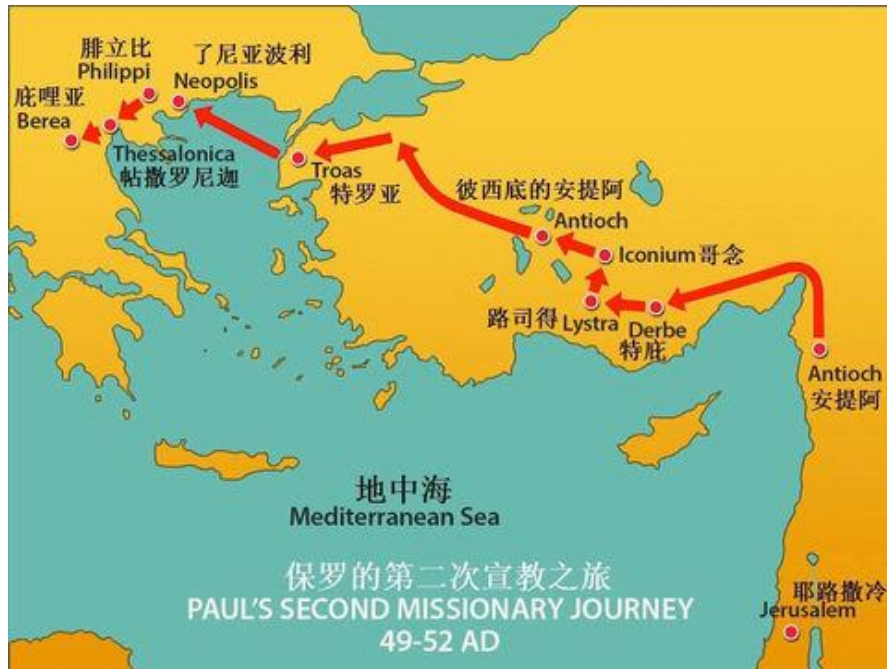 腓立比
Philippi
了尼亚波利
Neopolis
庇哩亚
Berea
Thessalonica
帖撒罗尼迦
Troas
特罗亚
彼西底的安提阿
Antioch
Iconium哥念
路司得 Lystra
Derbe
特庇
Antioch
安提阿
地中海
Mediterranean Sea
保罗的第二次宣教之旅
PAUL'S SECOND MISSIONARY JOURNEY
49-52 AD
耶路撒冷
Jerusalem